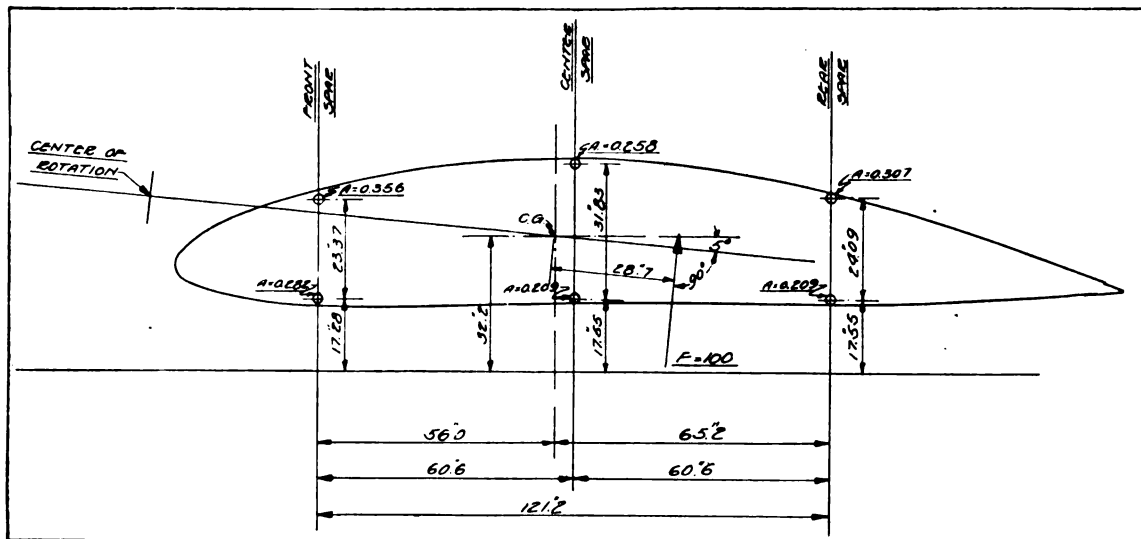 FRONT
SPAR
CENTER
SPAR
REAR
SPAR
CENTER OF
ROTATION
A=0.356
A=0.258
A=0.307
C.G.
23."37
31."83
24."09
5°
28."7
90°
A=0.282
A=0.209
A=0.209
17."28
32."2
17."65
17."55
F=100
56."0
65."2
60."6
60."6
121."2